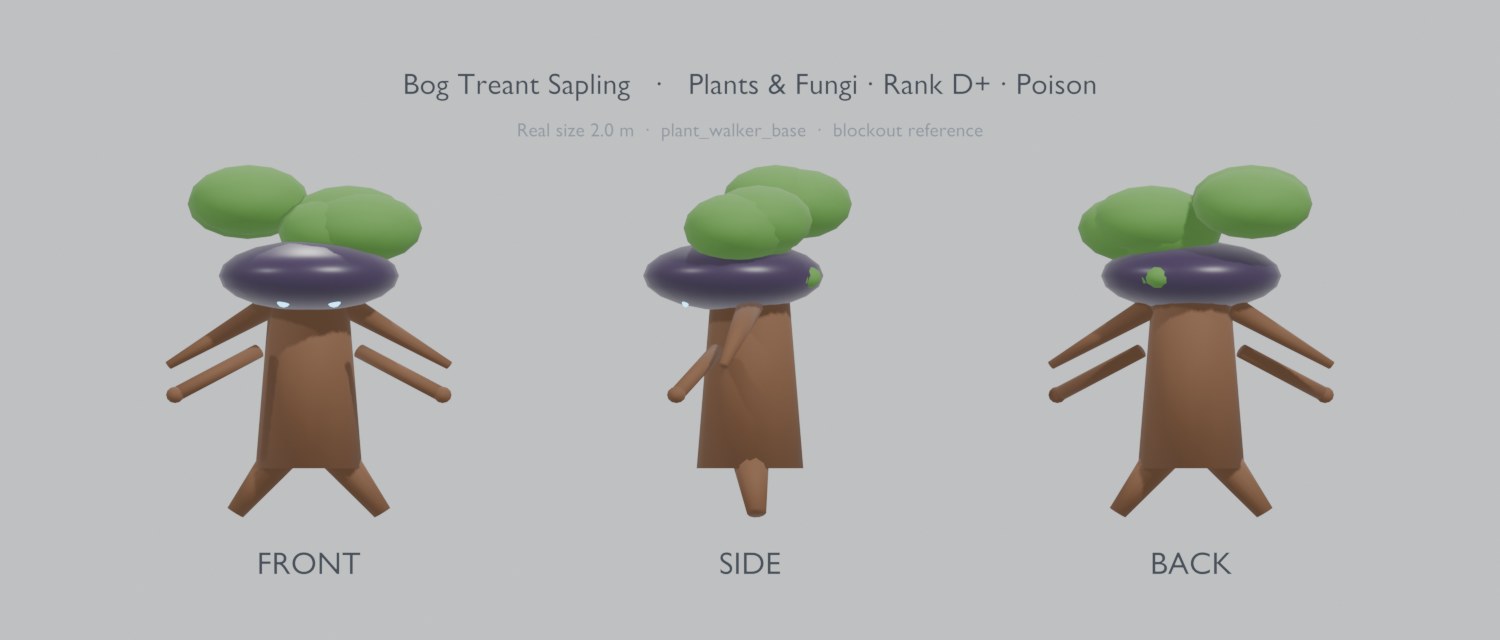 Bog Treant Sapling · Plants & Fungi · Rank D+ · Poison
Real size 2.0 m · plant_walker_base · blockout reference
FRONT
SIDE
BACK